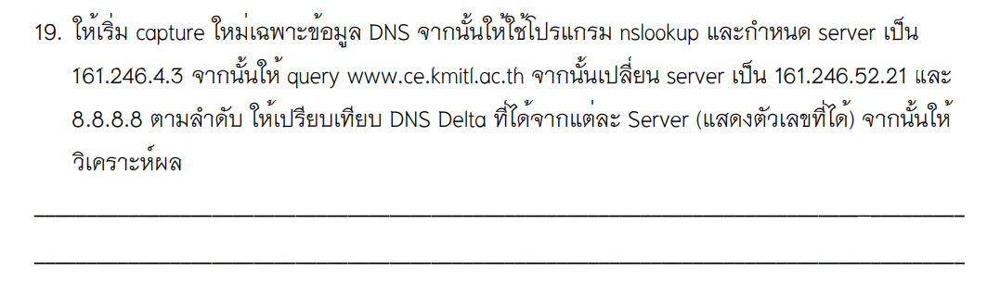 19. ให้เริ่ม capture ใหม่เฉพาะข้อมูล DNS จากนั้นให้ใช้โปรแกรม nslookup และกำหนด server เป็น
161.246.4.3 จากนั้นให้ query www.ce.kmitl.ac.th จากนั้นเปลี่ยน server เป็น 161.246.52.21 และ
8.8.8.8 ตามลำดับ ให้เปรียบเทียบ DNS Delta ที่ได้จากแต่ละ Server (แสดงตัวเลขที่ได้) จากนั้นให้
วิเคราะห์ผล